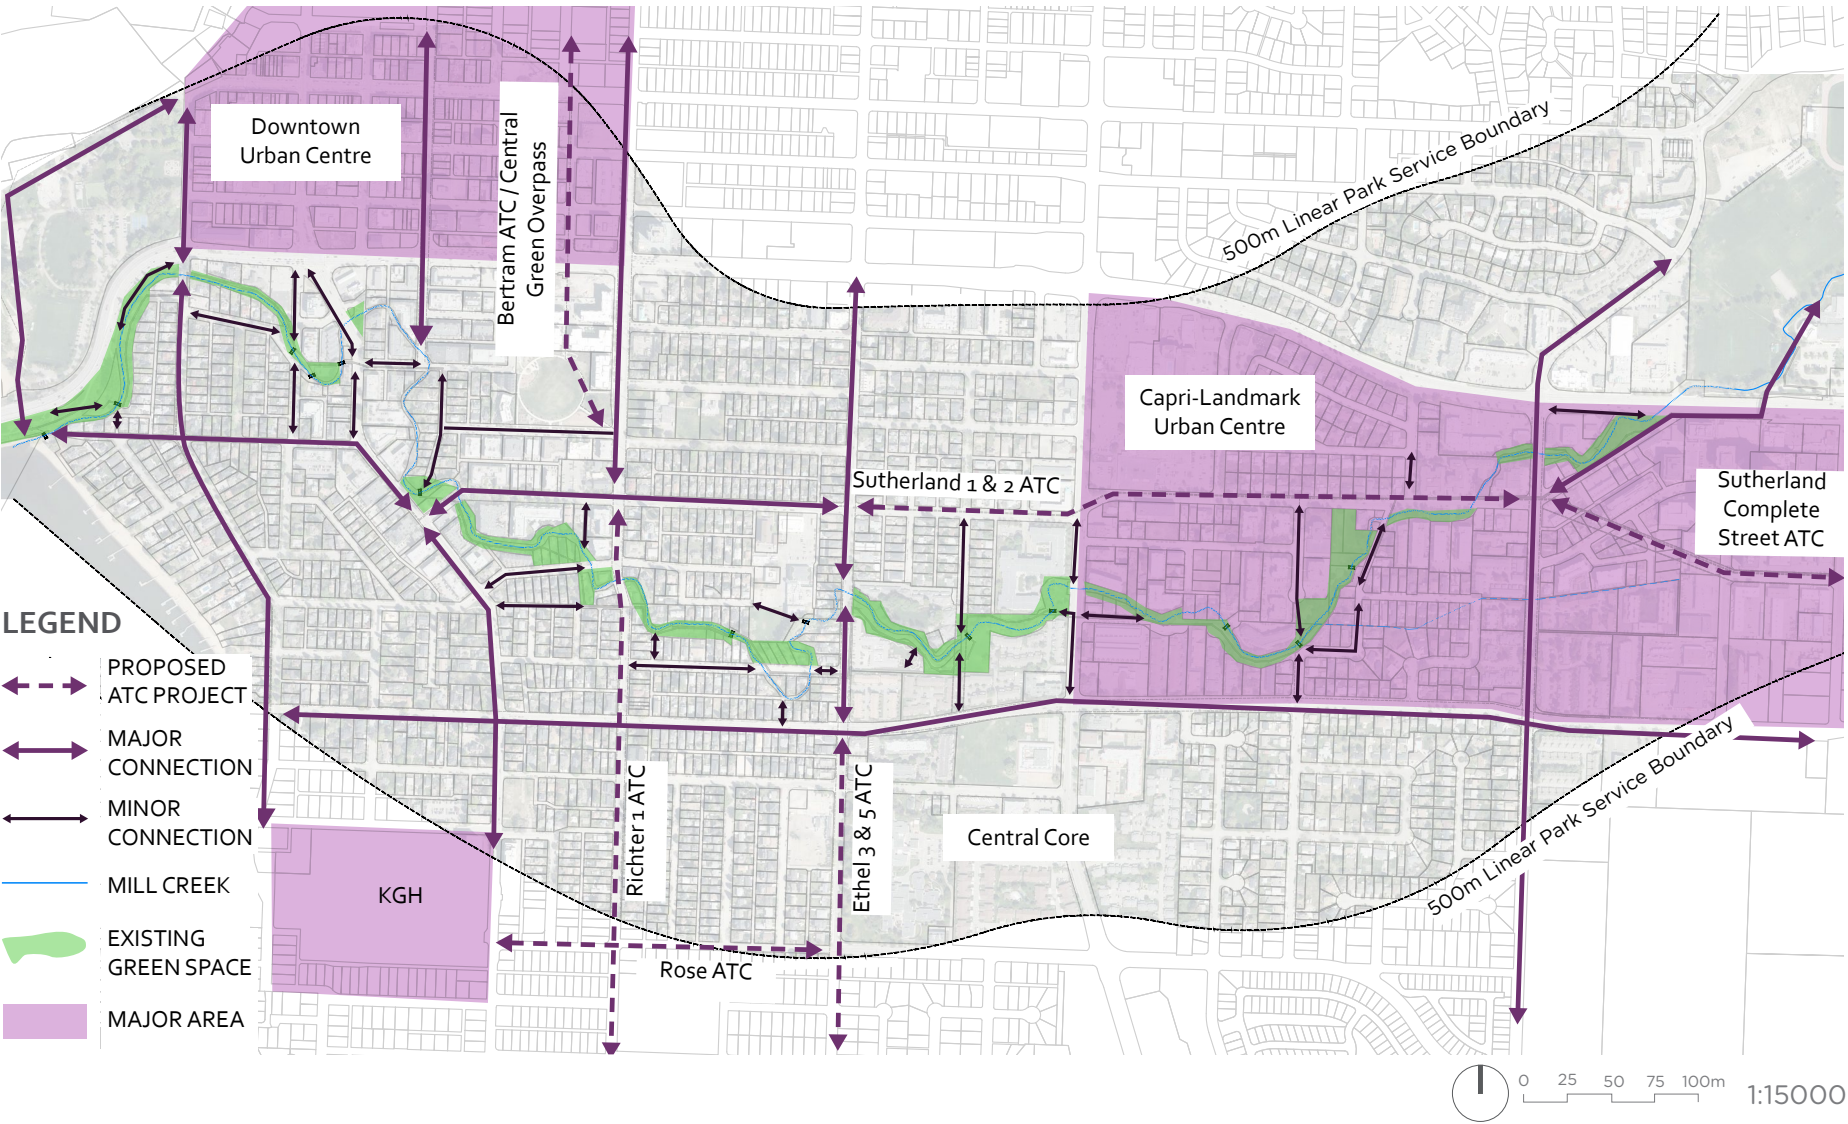 Downtown
Urban Centre
Bertram ATC / Central
Green Overpass
500m Linear Park Service Boundary
Capri-Landmark
Urban Centre
Sutherland 1 & 2 ATC
Sutherland
Complete
Street ATC
LEGEND
PROPOSED
ATC PROJECT
MAJOR
CONNECTION
MINOR
CONNECTION
MILL CREEK
EXISTING
GREEN SPACE
MAJOR AREA
KGH
Richter 1 ATC
Rose ATC
Ethel 3 & 5 ATC
Central Core
500m Linear Park Service Boundary
0 25 50 75 100m
1:15000